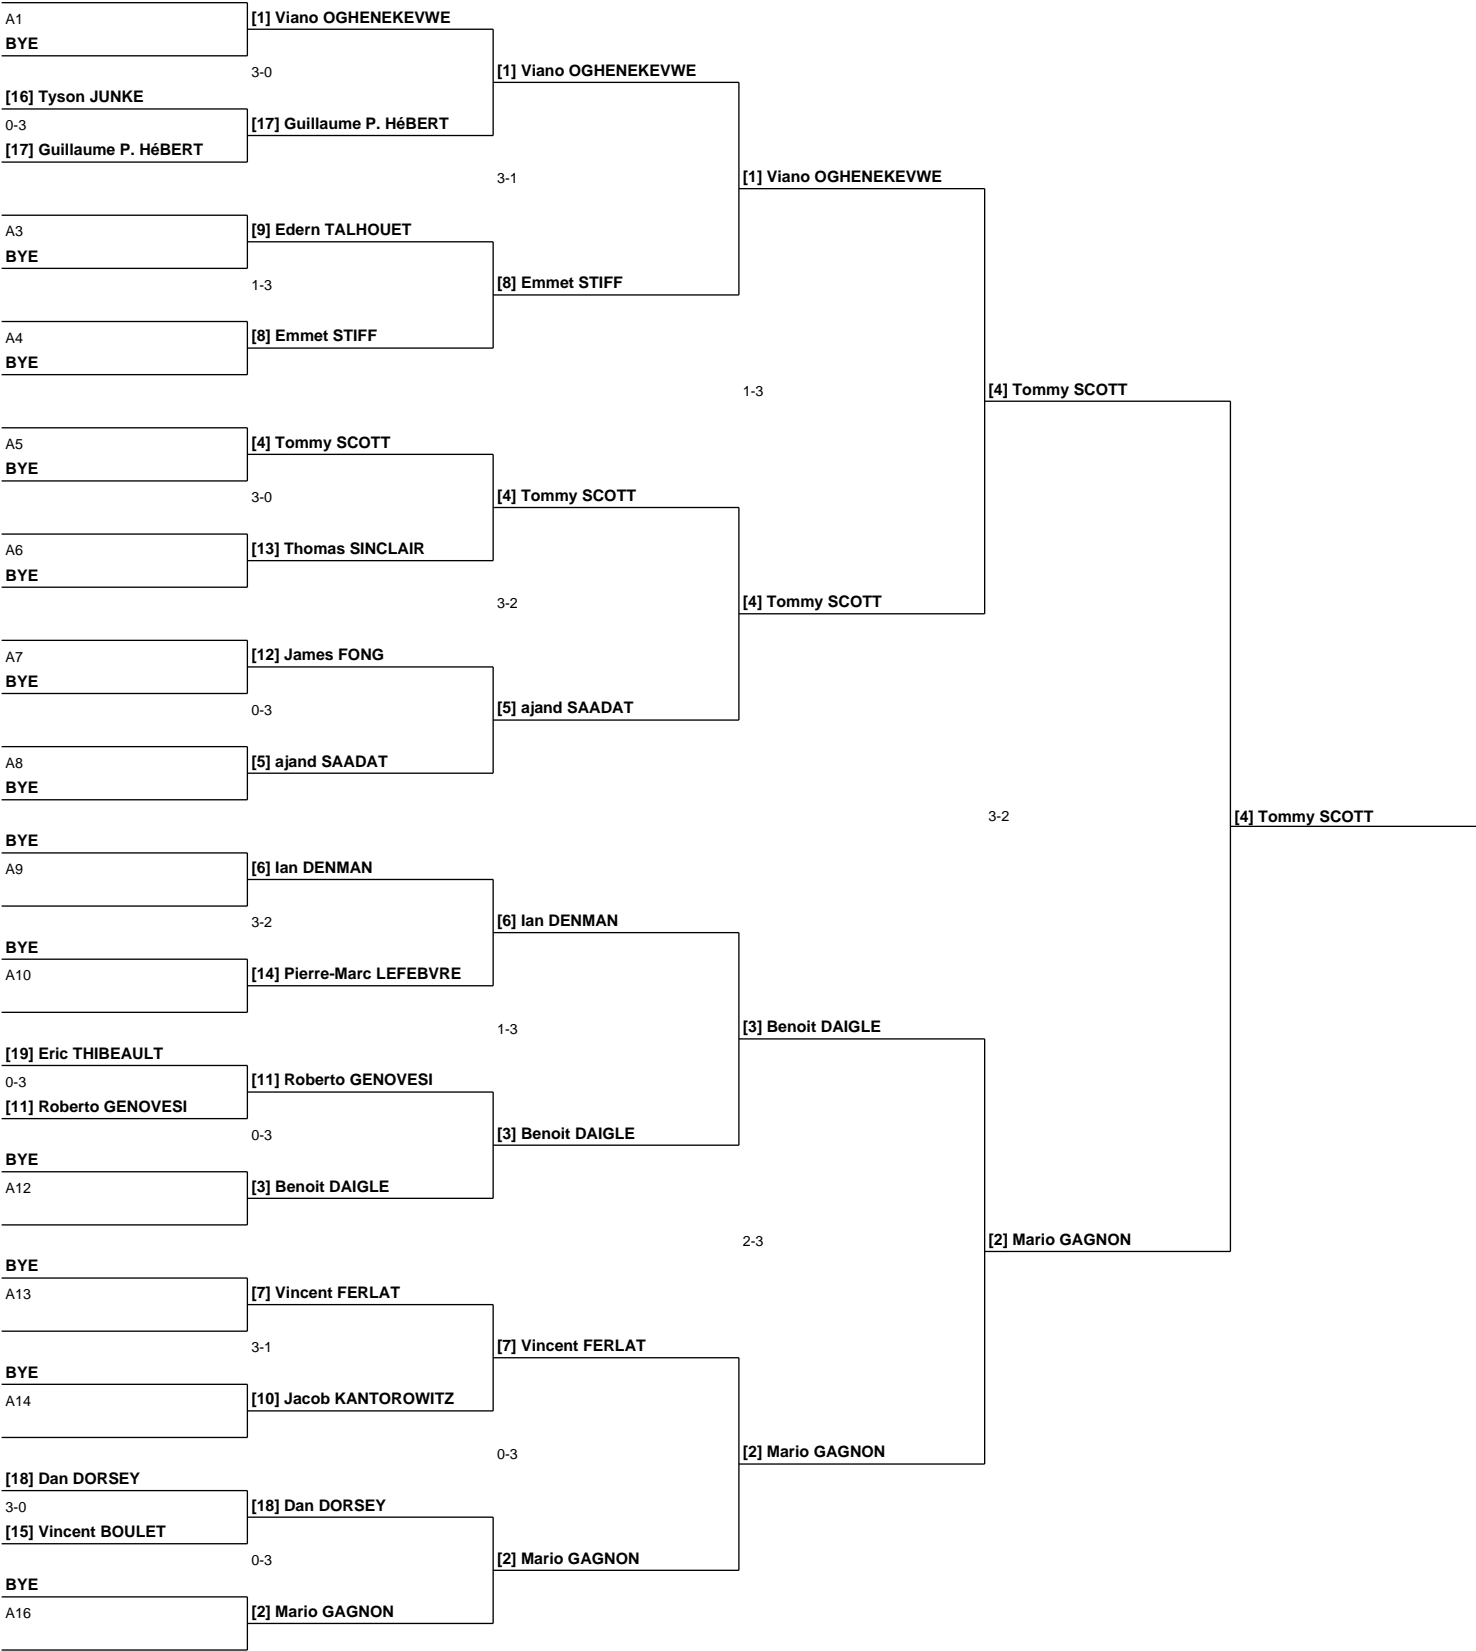 A1
BYE
[1] Viano OGHENEKEVWE
3-0
[1] Viano OGHENEKEVWE
[16] Tyson JUNKE
0-3
[17] Guillaume P. HéBERT
[17] Guillaume P. HéBERT
3-1
[1] Viano OGHENEKEVWE
A3
BYE
[9] Edern TALHOUET
1-3
[8] Emmet STIFF
A4
BYE
[8] Emmet STIFF
1-3
[4] Tommy SCOTT
A5
BYE
[4] Tommy SCOTT
3-0
[4] Tommy SCOTT
A6
BYE
[13] Thomas SINCLAIR
3-2
[4] Tommy SCOTT
A7
BYE
[12] James FONG
0-3
[5] ajand SAADAT
A8
BYE
[5] ajand SAADAT
3-2
[4] Tommy SCOTT
BYE
A9
[6] Ian DENMAN
3-2
[6] Ian DENMAN
BYE
A10
[14] Pierre-Marc LEFEBVRE
1-3
[3] Benoit DAIGLE
[19] Eric THIBEAULT
0-3
[11] Roberto GENOVESI
[11] Roberto GENOVESI
0-3
[3] Benoit DAIGLE
BYE
A12
[3] Benoit DAIGLE
2-3
[2] Mario GAGNON
BYE
A13
[7] Vincent FERLAT
3-1
[7] Vincent FERLAT
BYE
A14
[10] Jacob KANTOROWITZ
0-3
[2] Mario GAGNON
[18] Dan DORSEY
3-0
[15] Vincent BOULET
[18] Dan DORSEY
0-3
[2] Mario GAGNON
BYE
A16
[2] Mario GAGNON